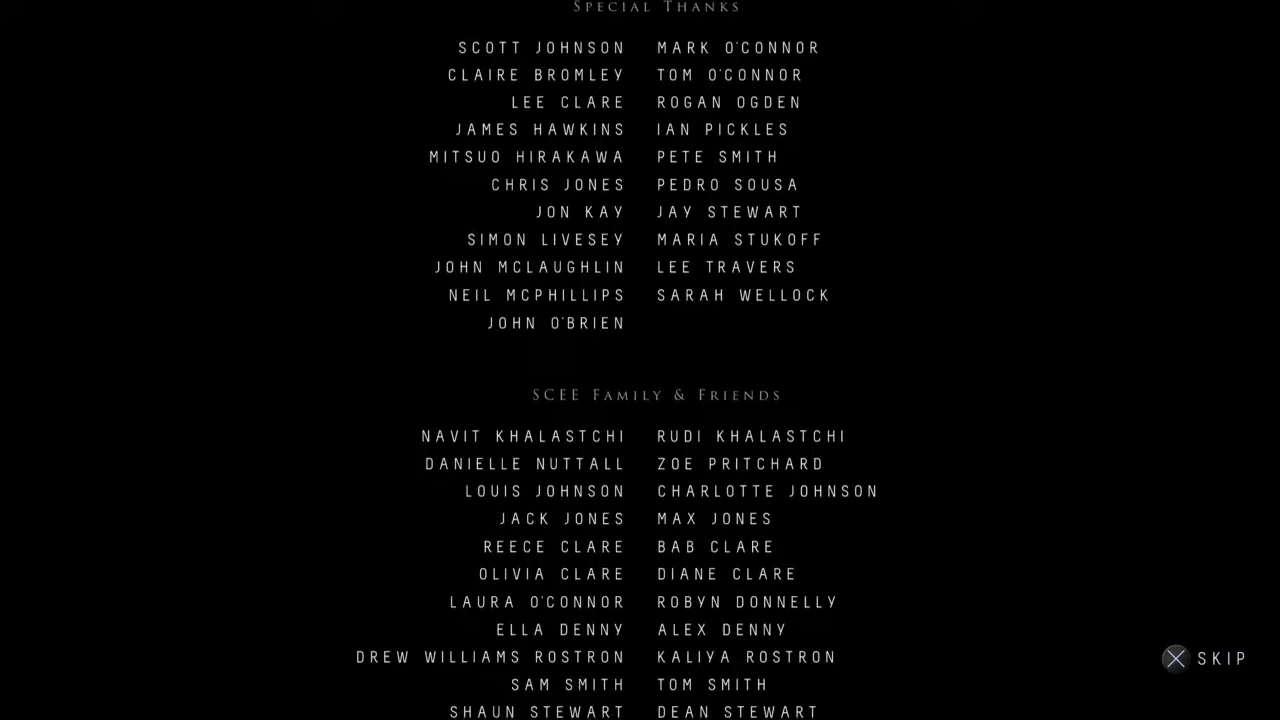 SPECIAL THANKS
SCOTT JOHNSON MARK O'CONNOR
CLAIRE BROMLEY TOM O'CONNOR
LEE CLARE ROGAN OGDEN
JAMES HAWKINS IAN PICKLES
MITSUO HIRAKAWA PETE SMITH
CHRIS JONES PEDRO SOUSA
JON KAY JAY STEWART
SIMON LIVESEY MARIA STUKOFF
JOHN MCLAUGHLIN LEE TRAVERS
NEIL MCPHILLIPS SARAH WELLOCK
JOHN O'BRIEN
SCEE FAMILY & FRIENDS
NAVIT KHALASTCHI RUDI KHALASTCHI
DANIELLE NUTTALL ZOE PRITCHARD
LOUIS JOHNSON CHARLOTTE JOHNSON
JACK JONES MAX JONES
REECE CLARE BAB CLARE
OLIVIA CLARE DIANE CLARE
LAURA O'CONNOR ROBYN DONNELLY
ELLA DENNY ALEX DENNY
DREW WILLIAMS ROSTRON KALIYA ROSTRON
SKIP
SAM SMITH TOM SMITH
SHAUN STEWART DEAN STEWART